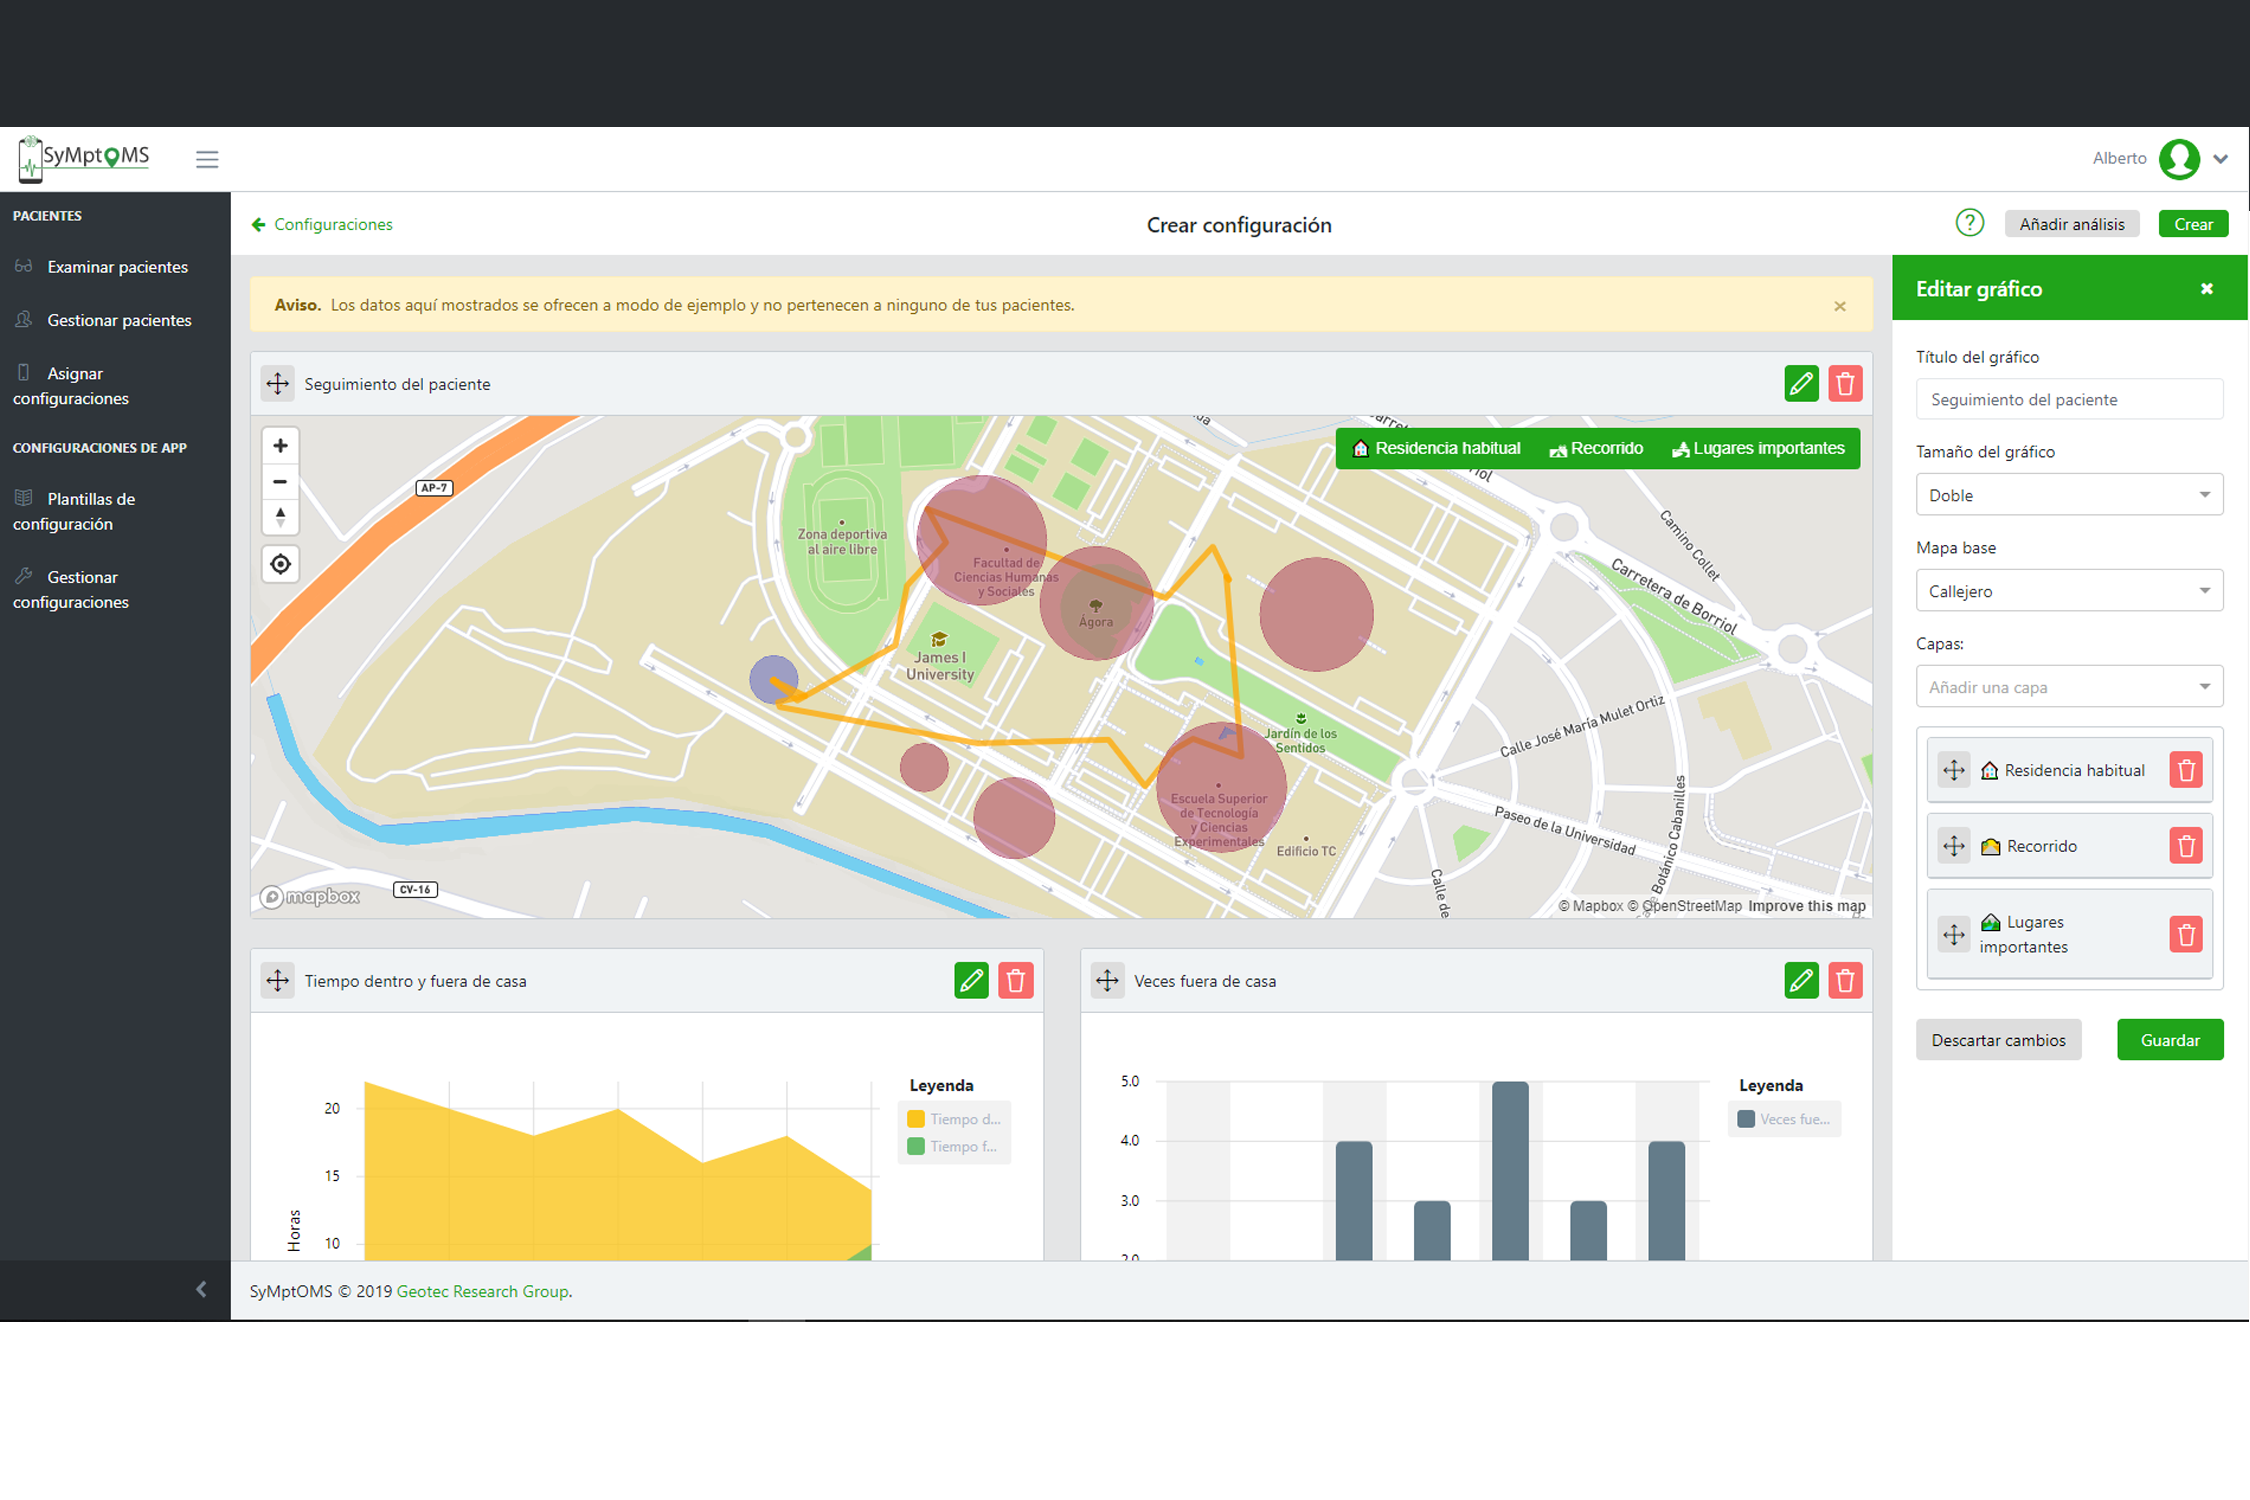 SyMptOMS
Alberto
PACIENTES
Examinar pacientes
Gestionar pacientes
Asignar
configuraciones
CONFIGURACIONES DE APP
Plantillas de
configuración
Gestionar
configuraciones
Configuraciones
Crear configuración
?
Añadir análisis
Crear
Aviso. Los datos aquí mostrados se ofrecen a modo de ejemplo y no pertenecen a ninguno de tus pacientes.
Seguimiento del paciente
Residencia habitual
Recorrido
Lugares importantes
AP-7
Zona deportiva
al aire libre
Facultad de
Ciencias Humanas
y Sociales
Ágora
James I
University
Camino Collet
Carretera de Borriol
Jardín de los
Sentidos
Calle José María Mulet Ortiz
Escuela Superior
de Tecnología
y Ciencias
Experimentales
Edificio TC
Paseo de la Universidad
Botánico Cabanilles
Calle de
CV-16
mapbox
© Mapbox © OpenStreetMap Improve this map
Tiempo dentro y fuera de casa
20
15
10
Horas
Leyenda
Tiempo d...
Tiempo f...
Veces fuera de casa
5.0
4.0
3.0
2.0
Leyenda
Veces fue...
Editar gráfico
Título del gráfico
Seguimiento del paciente
Tamaño del gráfico
Doble
Mapa base
Callejero
Capas:
Añadir una capa
Residencia habitual
Recorrido
Lugares
importantes
Descartar cambios
Guardar
SyMptOMS © 2019 Geotec Research Group.